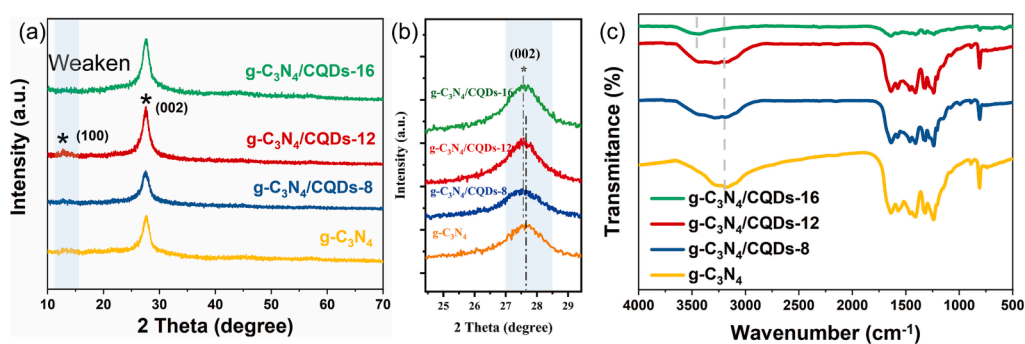 (a)
Weaken
g-C₃N₄/CQDs-16
* (002)
g-C₃N₄/CQDs-12
* (100)
g-C₃N₄/CQDs-8
g-C₃N₄
Intensity (a.u.)
10 20 30 40 50 60 70
2 Theta (degree)
(b)
(002)
*
g-C₃N₄/CQDs-16
g-C₃N₄/CQDs-12
g-C₃N₄/CQDs-8
g-C₃N₄
Intensity (a.u.)
25 26 27 28 29
2 Theta (degree)
(c)
Transmitance (%)
g-C₃N₄/CQDs-16
g-C₃N₄/CQDs-12
g-C₃N₄/CQDs-8
g-C₃N₄
4000 3500 3000 2500 2000 1500 1000 500
Wavenumber (cm⁻¹)